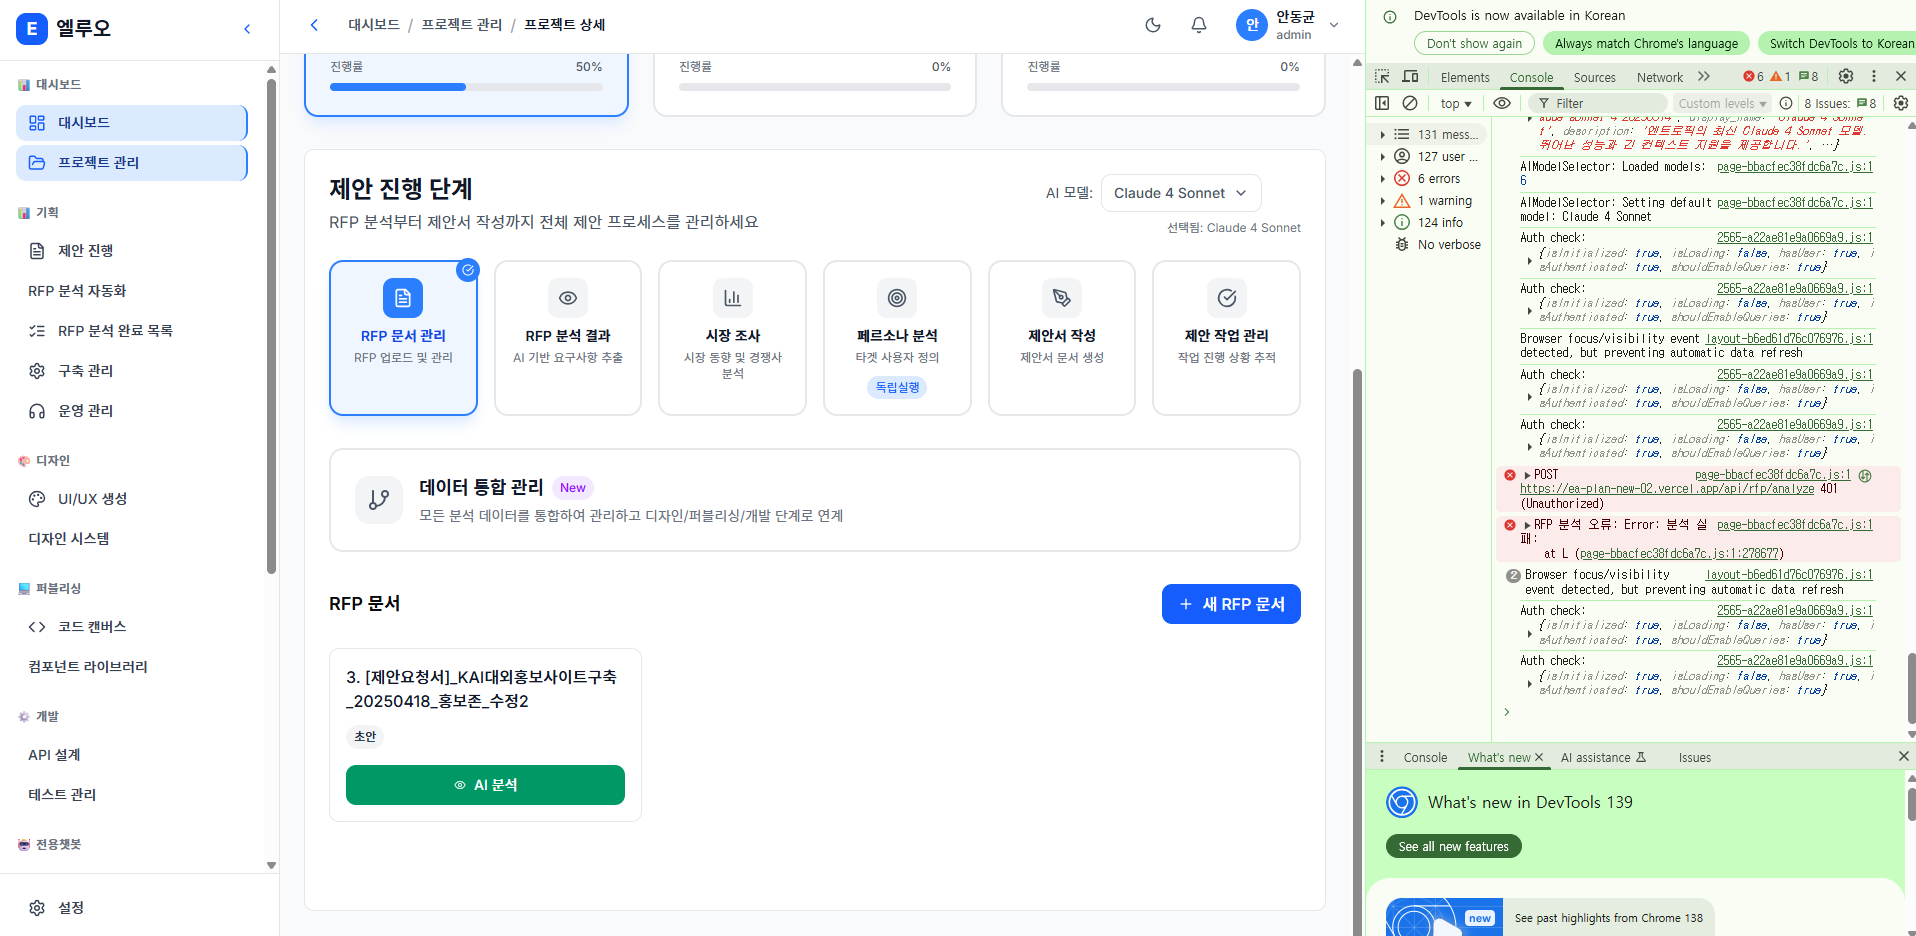 E 엘루오
대시보드
대시보드
프로젝트 관리
기획
제안 진행
RFP 분석 자동화
RFP 분석 완료 목록
구축 관리
운영 관리
디자인
UI/UX 생성
디자인 시스템
퍼블리싱
코드 캔버스
컴포넌트 라이브러리
개발
API 설계
테스트 관리
전용챗봇
설정
대시보드 / 프로젝트 관리 / 프로젝트 상세
안
안동균
admin
진행률 50%
진행률 0%
진행률 0%
제안 진행 단계
RFP 분석부터 제안서 작성까지 전체 제안 프로세스를 관리하세요
AI 모델: Claude 4 Sonnet
선택됨: Claude 4 Sonnet
RFP 문서 관리
RFP 업로드 및 관리
RFP 분석 결과
AI 기반 요구사항 추출
시장 조사
시장 동향 및 경쟁사
분석
페르소나 분석
타겟 사용자 정의
독립실행
제안서 작성
제안서 문서 생성
제안 작업 관리
작업 진행 상황 추적
데이터 통합 관리 New
모든 분석 데이터를 통합하여 관리하고 디자인/퍼블리싱/개발 단계로 연계
RFP 문서
+ 새 RFP 문서
3. [제안요청서]_KAI대외홍보사이트구축
_20250418_홍보존_수정2
초안
AI 분석
DevTools is now available in Korean
Don't show again
Always match Chrome's language
Switch DevTools to Korean
Elements Console Sources Network 6 1 8
top Filter Custom levels 8 Issues: 8
131 mess...
127 user ...
6 errors
1 warning
124 info
No verbose
t', description: '앤트로픽의 최신 Claude 4 Sonnet 모델.
뛰어난 성능과 긴 컨텍스트 지원을 제공합니다.', …}
AIModelSelector: Loaded models: page-bbacfec38fdc6a7c.js:1
6
AIModelSelector: Setting default page-bbacfec38fdc6a7c.js:1
model: Claude 4 Sonnet
Auth check: 2565-a22ae81e9a0669a9.js:1
{isInitialized: true, isLoading: false, hasUser: true, i
sAuthenticated: true, shouldEnableQueries: true}
Auth check: 2565-a22ae81e9a0669a9.js:1
{isInitialized: true, isLoading: false, hasUser: true, i
sAuthenticated: true, shouldEnableQueries: true}
Browser focus/visibility event layout-b6ed61d76c076976.js:1
detected, but preventing automatic data refresh
Auth check: 2565-a22ae81e9a0669a9.js:1
{isInitialized: true, isLoading: false, hasUser: true, i
sAuthenticated: true, shouldEnableQueries: true}
Auth check: 2565-a22ae81e9a0669a9.js:1
{isInitialized: true, isLoading: false, hasUser: true, i
sAuthenticated: true, shouldEnableQueries: true}
POST page-bbacfec38fdc6a7c.js:1
https://ea-plan-new-02.vercel.app/api/rfp/analyze 401
(Unauthorized)
RFP 분석 오류: Error: 분석 실 page-bbacfec38fdc6a7c.js:1
패:
at L (page-bbacfec38fdc6a7c.js:1:278677)
2 Browser focus/visibility layout-b6ed61d76c076976.js:1
event detected, but preventing automatic data refresh
Auth check: 2565-a22ae81e9a0669a9.js:1
{isInitialized: true, isLoading: false, hasUser: true, i
sAuthenticated: true, shouldEnableQueries: true}
Auth check: 2565-a22ae81e9a0669a9.js:1
{isInitialized: true, isLoading: false, hasUser: true, i
sAuthenticated: true, shouldEnableQueries: true}
Console What's new AI assistance Issues
What's new in DevTools 139
See all new features
new
See past highlights from Chrome 138